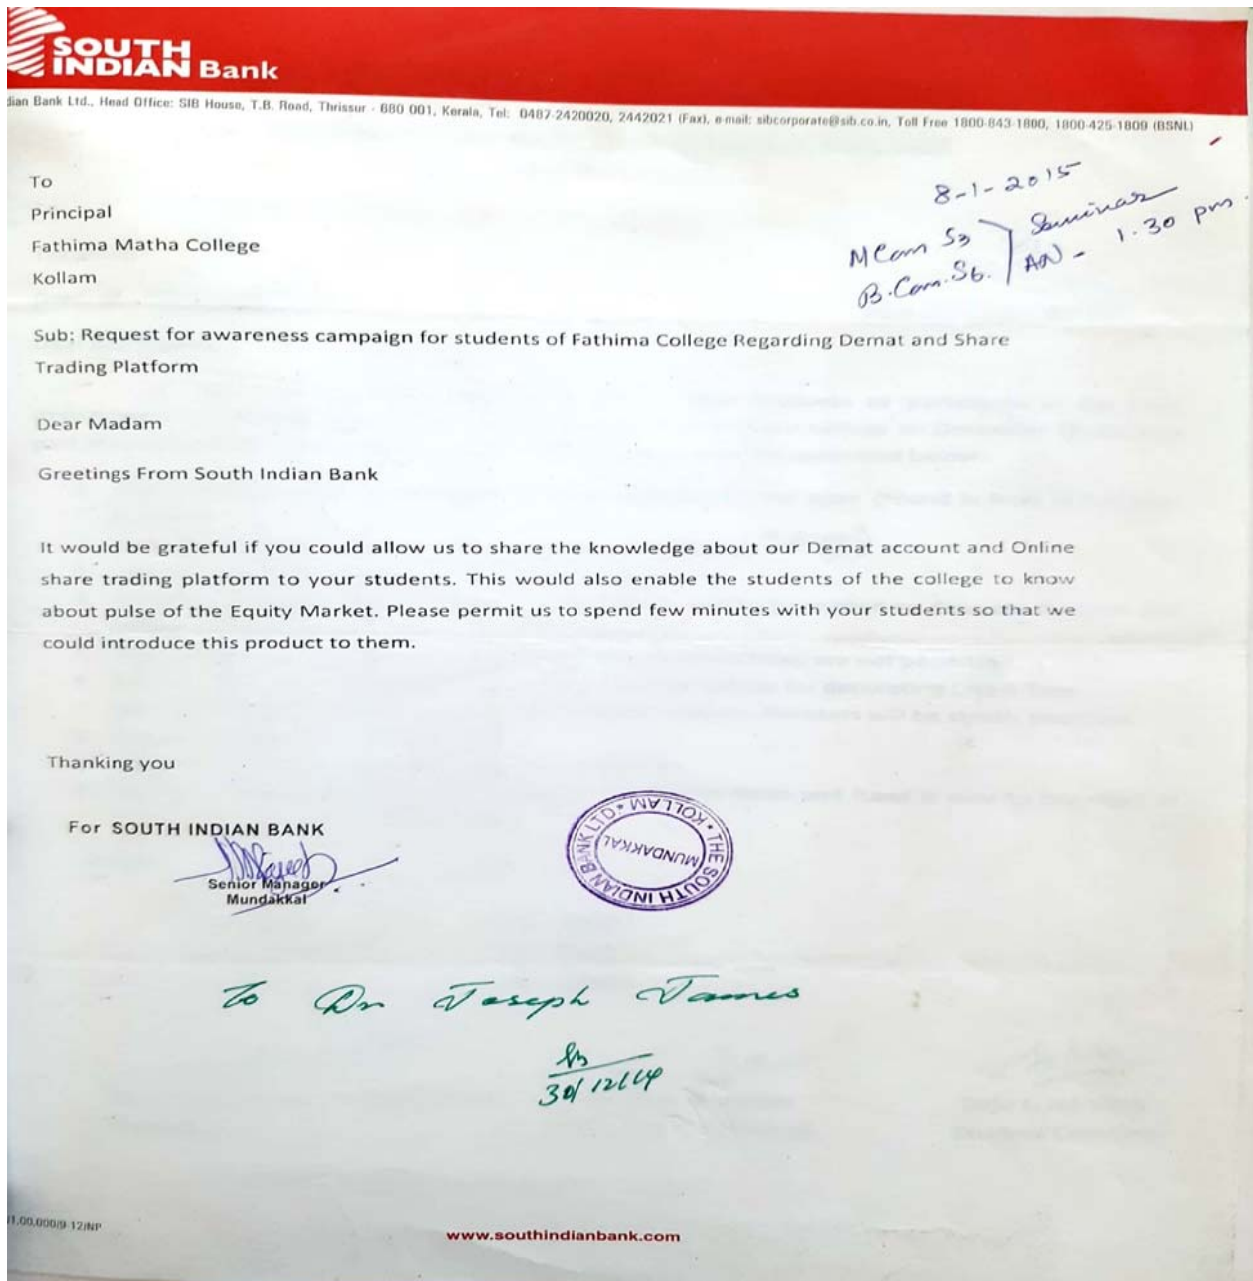 SOUTH
INDIAN Bank
dian Bank Ltd., Head Office: SIB House, T.B. Road, Thrissur - 680 001, Kerala, Tel: 0487-2420020, 2442021 (Fax), e-mail: sibcorporate@sib.co.in, Toll Free 1800-843-1800, 1800-425-1809 (BSNL)
8-1-2015
M Com S3 Seminar
B.Com. S6. AN - 1.30 pm.
To
Principal
Fathima Matha College
Kollam
Sub: Request for awareness campaign for students of Fathima College Regarding Demat and Share
Trading Platform
Dear Madam
Greetings From South Indian Bank
It would be grateful if you could allow us to share the knowledge about our Demat account and Online
share trading platform to your students. This would also enable the students of the college to know
about pulse of the Equity Market. Please permit us to spend few minutes with your students so that we
could introduce this product to them.
Thanking you
For SOUTH INDIAN BANK
Senior Manager
Mundakkal
THE SOUTH INDIAN BANK LTD. * KOLLAM *
MUNDAKKAL
To Dr Joseph James
30/12/14
1,00,000/9-12/NP
www.southindianbank.com